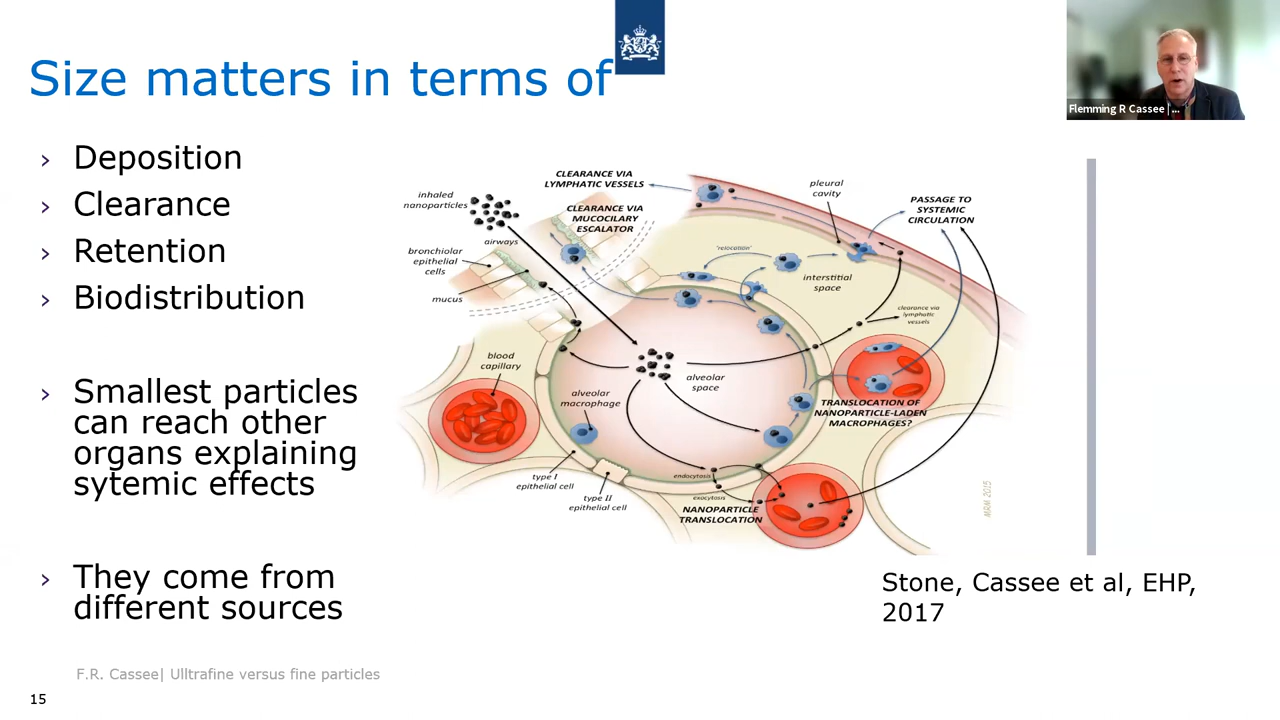 Size matters in terms of
Flemming R Cassee | ...
› Deposition
› Clearance
› Retention
› Biodistribution
› Smallest particles
can reach other
organs explaining
sytemic effects
› They come from
different sources
CLEARANCE VIA
LYMPHATIC VESSELS
inhaled
nanoparticles
CLEARANCE VIA
MUCOCILARY
ESCALATOR
airways
bronchiolar
epithelial
cells
mucus
pleural
cavity
PASSAGE TO
SYSTEMIC
CIRCULATION
'relocation'
interstitial
space
clearance via
lymphatic
vessels
blood
capillary
alveolar
macrophage
alveolar
space
TRANSLOCATION OF
NANOPARTICLE-LADEN
MACROPHAGES?
type I
epithelial cell
type II
epithelial cell
endocytosis
exocytosis
NANOPARTICLE
TRANSLOCATION
MRM 2015
Stone, Cassee et al, EHP,
2017
F.R. Cassee| Ulltrafine versus fine particles
15